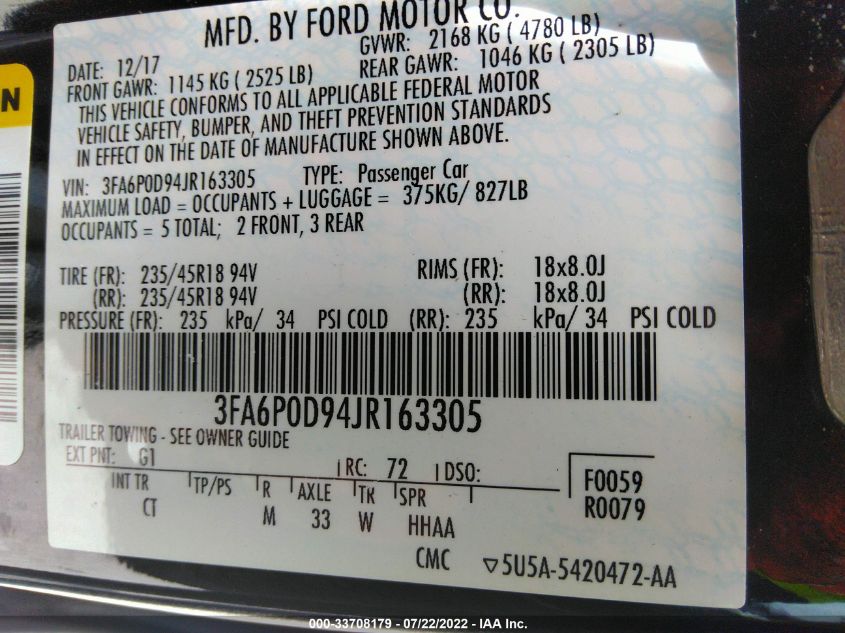 MFD. BY FORD MOTOR CO.
DATE: 12/17 GVWR: 2168 KG ( 4780 LB)
FRONT GAWR: 1145 KG ( 2525 LB) REAR GAWR: 1046 KG ( 2305 LB)
THIS VEHICLE CONFORMS TO ALL APPLICABLE FEDERAL MOTOR
VEHICLE SAFETY, BUMPER, AND THEFT PREVENTION STANDARDS
IN EFFECT ON THE DATE OF MANUFACTURE SHOWN ABOVE.
VIN: 3FA6P0D94JR163305 TYPE: Passenger Car
MAXIMUM LOAD = OCCUPANTS + LUGGAGE = 375KG/ 827LB
OCCUPANTS = 5 TOTAL; 2 FRONT, 3 REAR
TIRE (FR): 235/45R18 94V RIMS (FR): 18x8.0J
(RR): 235/45R18 94V (RR): 18x8.0J
PRESSURE (FR): 235 kPa/ 34 PSI COLD (RR): 235 kPa/ 34 PSI COLD
3FA6P0D94JR163305
TRAILER TOWING - SEE OWNER GUIDE
EXT PNT: G1 RC: 72 DSO:
INT TR TP/PS R AXLE TR SPR F0059
CT M 33 W HHAA R0079
CMC ▽5U5A-5420472-AA
N
000-33708179 - 07/22/2022 - IAA Inc.